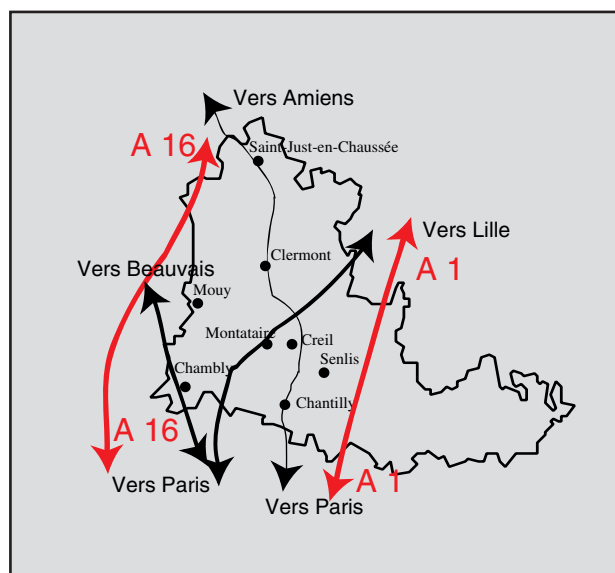 Vers Amiens
A 16
Saint-Just-en-Chaussée
Vers Lille
Vers Beauvais
Clermont
A 1
Mouy
Montataire
Creil
Senlis
Chambly
Chantilly
A 16
Vers Paris
A 1
Vers Paris